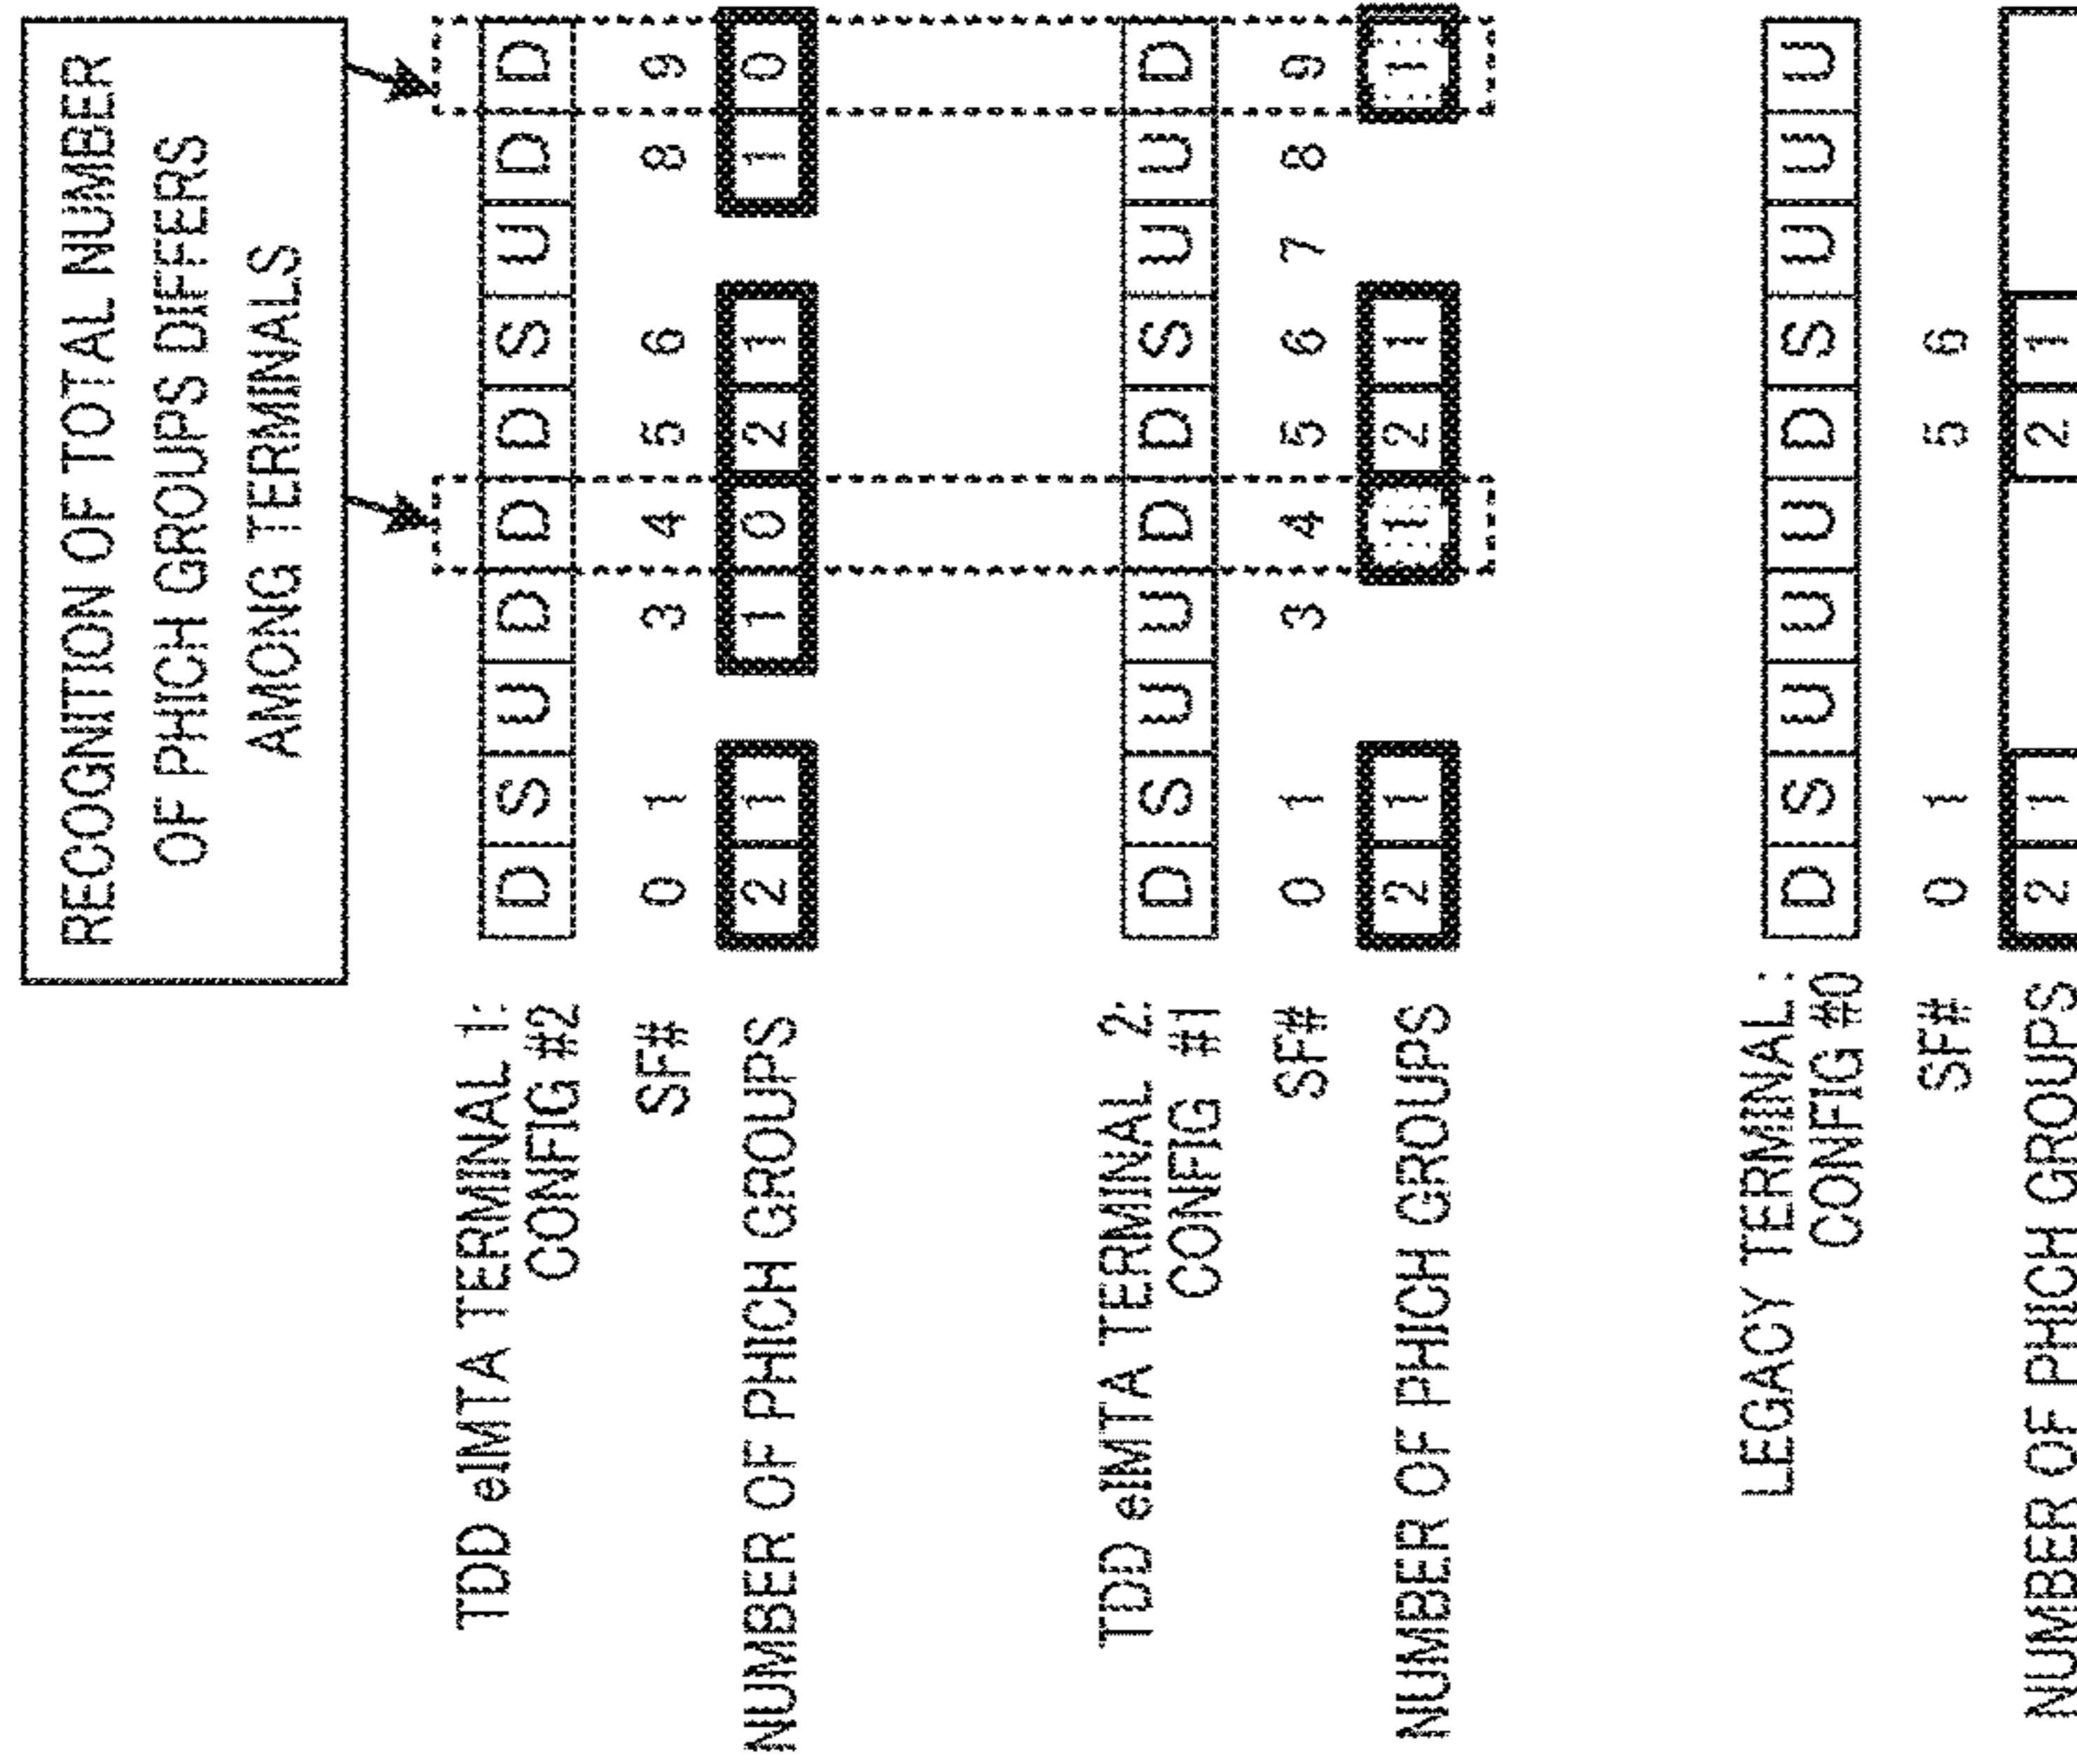 RECOGNITION OF TOTAL NUMBER
OF PHICH GROUPS DIFFERS
AMONG TERMINALS
TDD eIMTA TERMINAL 1:
CONFIG #2
D S U D D D S U D D
SF# 0 1 3 4 5 6 8 9
NUMBER OF PHICH GROUPS 2 1 1 0 2 1 1 0
TDD eIMTA TERMINAL 2:
CONFIG #1
D S U U D D S U U D
SF# 0 1 3 4 5 6 7 8 9
NUMBER OF PHICH GROUPS 2 1 1 2 1 1
LEGACY TERMINAL:
CONFIG #0
D S U U U D S U U U
SF# 0 1 5 6
NUMBER OF PHICH GROUPS 2 1 2 1